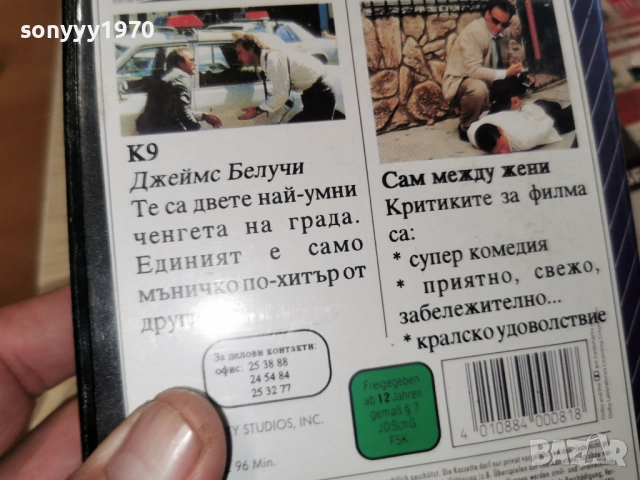 sonyyy1970
K9
Джеймс Белучи
Те са двете най-умни
ченгета на града.
Единият е само
мъничко по-хитър от
друг
Сам между жени
Критиките за филма
са:
* супер комедия
* приятно, свежо,
забележително...
* кралско удоволствие
За делови контакти:
офис: 25 38 88
24 54 84
25 32 77
Freigegeben
ab 12 Jahren
gemäß § 7
JÖSchG
FSK
4 010884 000818
TY STUDIOS, INC.
96 Min.
BAZAR